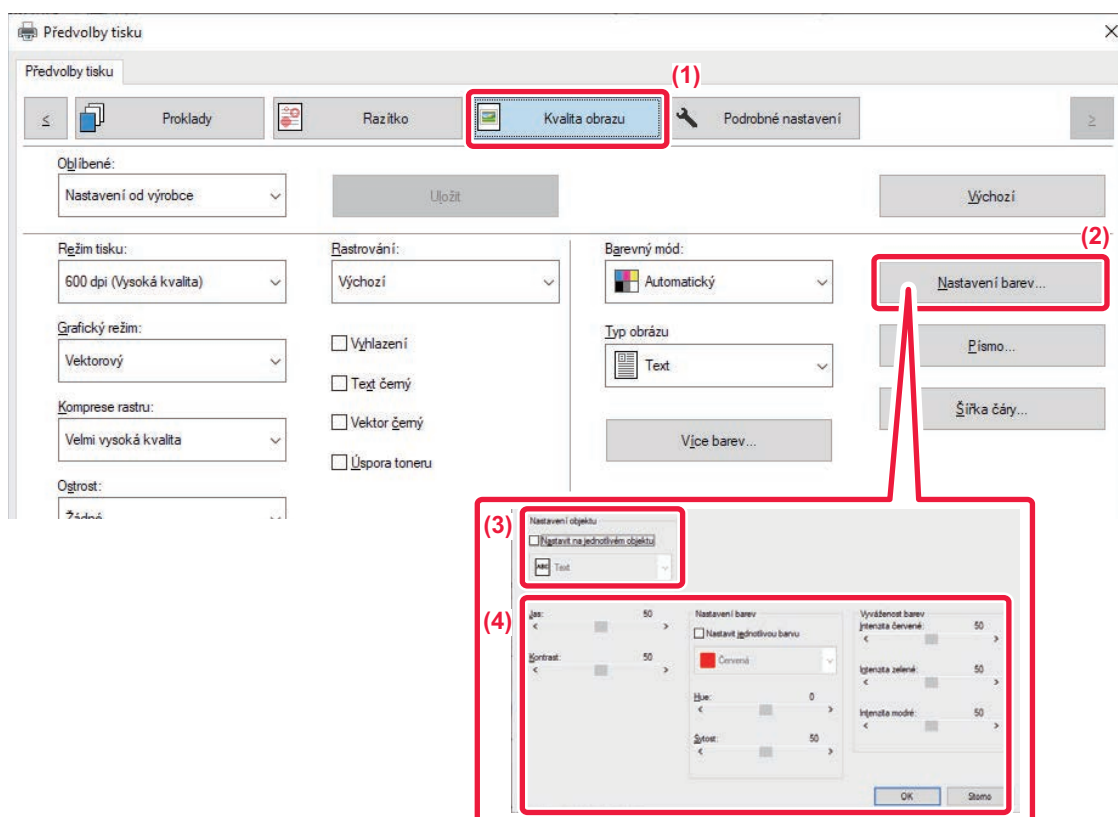 Předvolby tisku
Předvolby tisku
(1)
≤ Proklady Razítko Kvalita obrazu Podrobné nastavení ≥
Oblíbené:
Nastavení od výrobce Uložit Výchozí
(2)
Režim tisku: Rastrování: Barevný mód:
600 dpi (Vysoká kvalita) Výchozí Automatický Nastavení barev...
Grafický režim: Vyhlazení Typ obrázu
Vektorový Text Písmo...
Text černý
Komprese rastru: Šířka čáry...
Velmi vysoká kvalita Vektor černý Více barev...
Úspora toneru
Ostrost:
Žádné
(3) Nastavení objektu
Nastavit na jednotlivém objektu
ABC Text
(4) Jas: 50 Nastavení barev Vyváženost barev
Nastavit jednotlivou barvu Intenzita červené: 50
Kontrast: 50 Červená
Intenzita zelené: 50
Hue: 0
Intenzita modré: 50
Sytost: 50
OK Storno